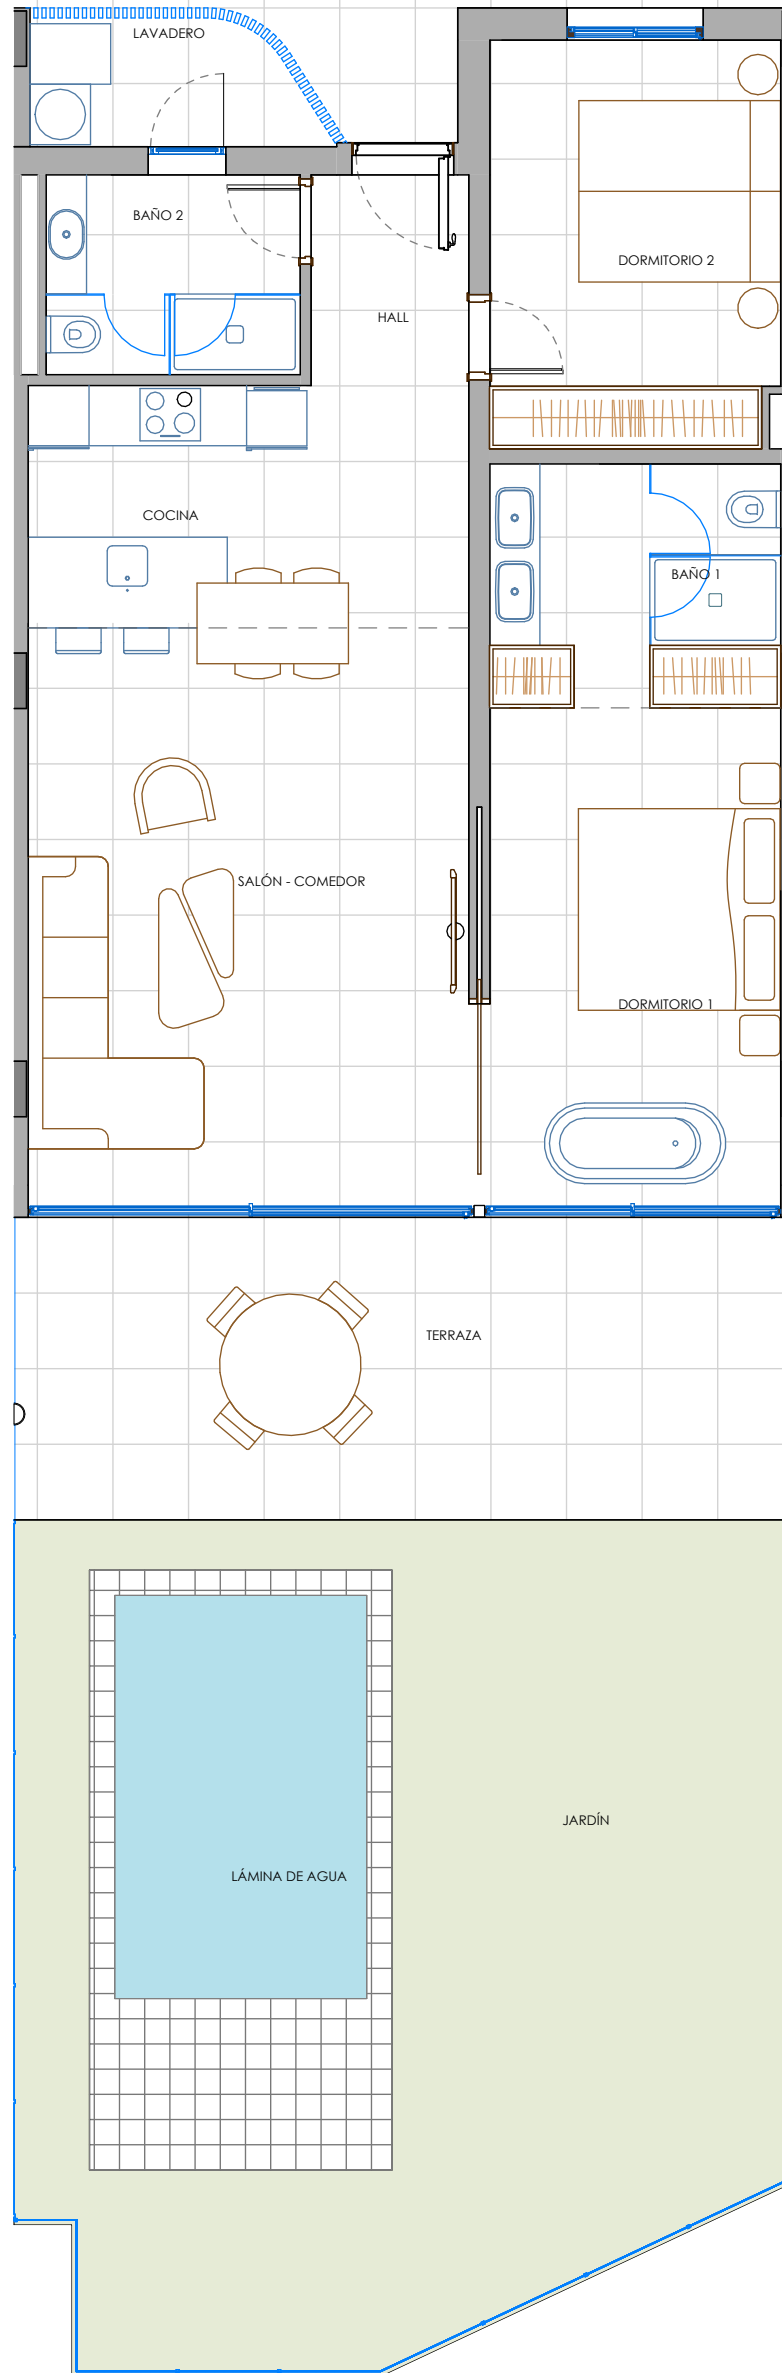 LAVADERO
BAÑO 2
DORMITORIO 2
HALL
COCINA
BAÑO 1
SALÓN - COMEDOR
DORMITORIO 1
TERRAZA
JARDÍN
LÁMINA DE AGUA